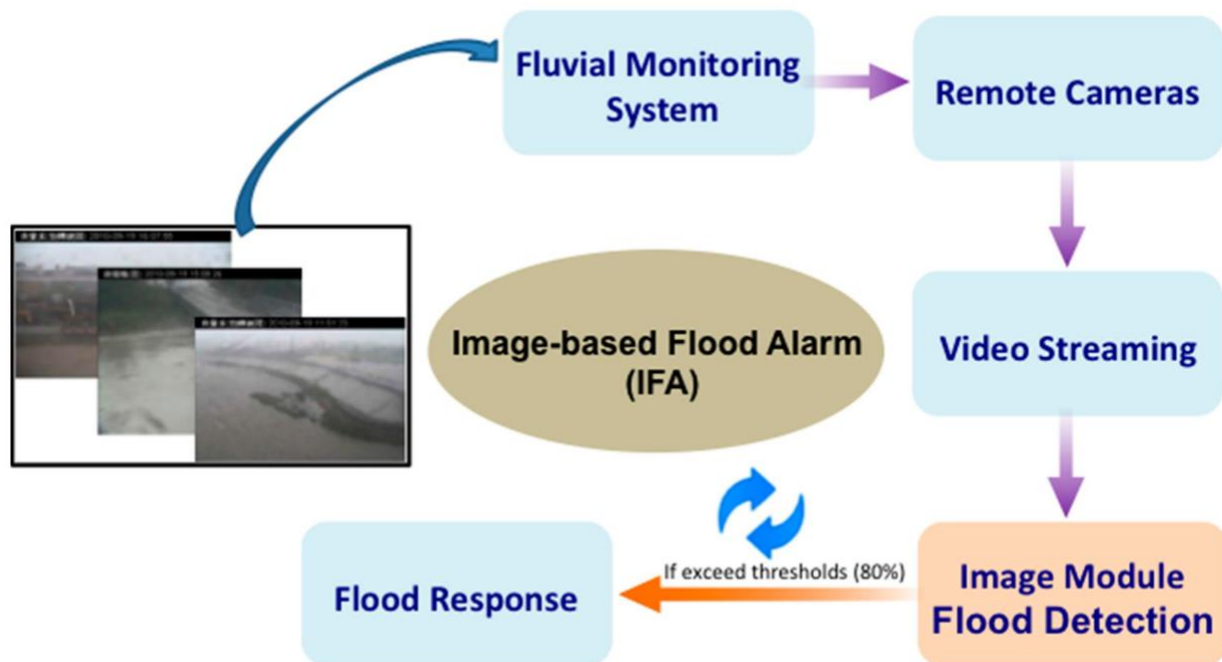 Fluvial Monitoring
System
Remote Cameras
Image-based Flood Alarm
(IFA)
Video Streaming
If exceed thresholds (80%)
Flood Response
Image Module
Flood Detection